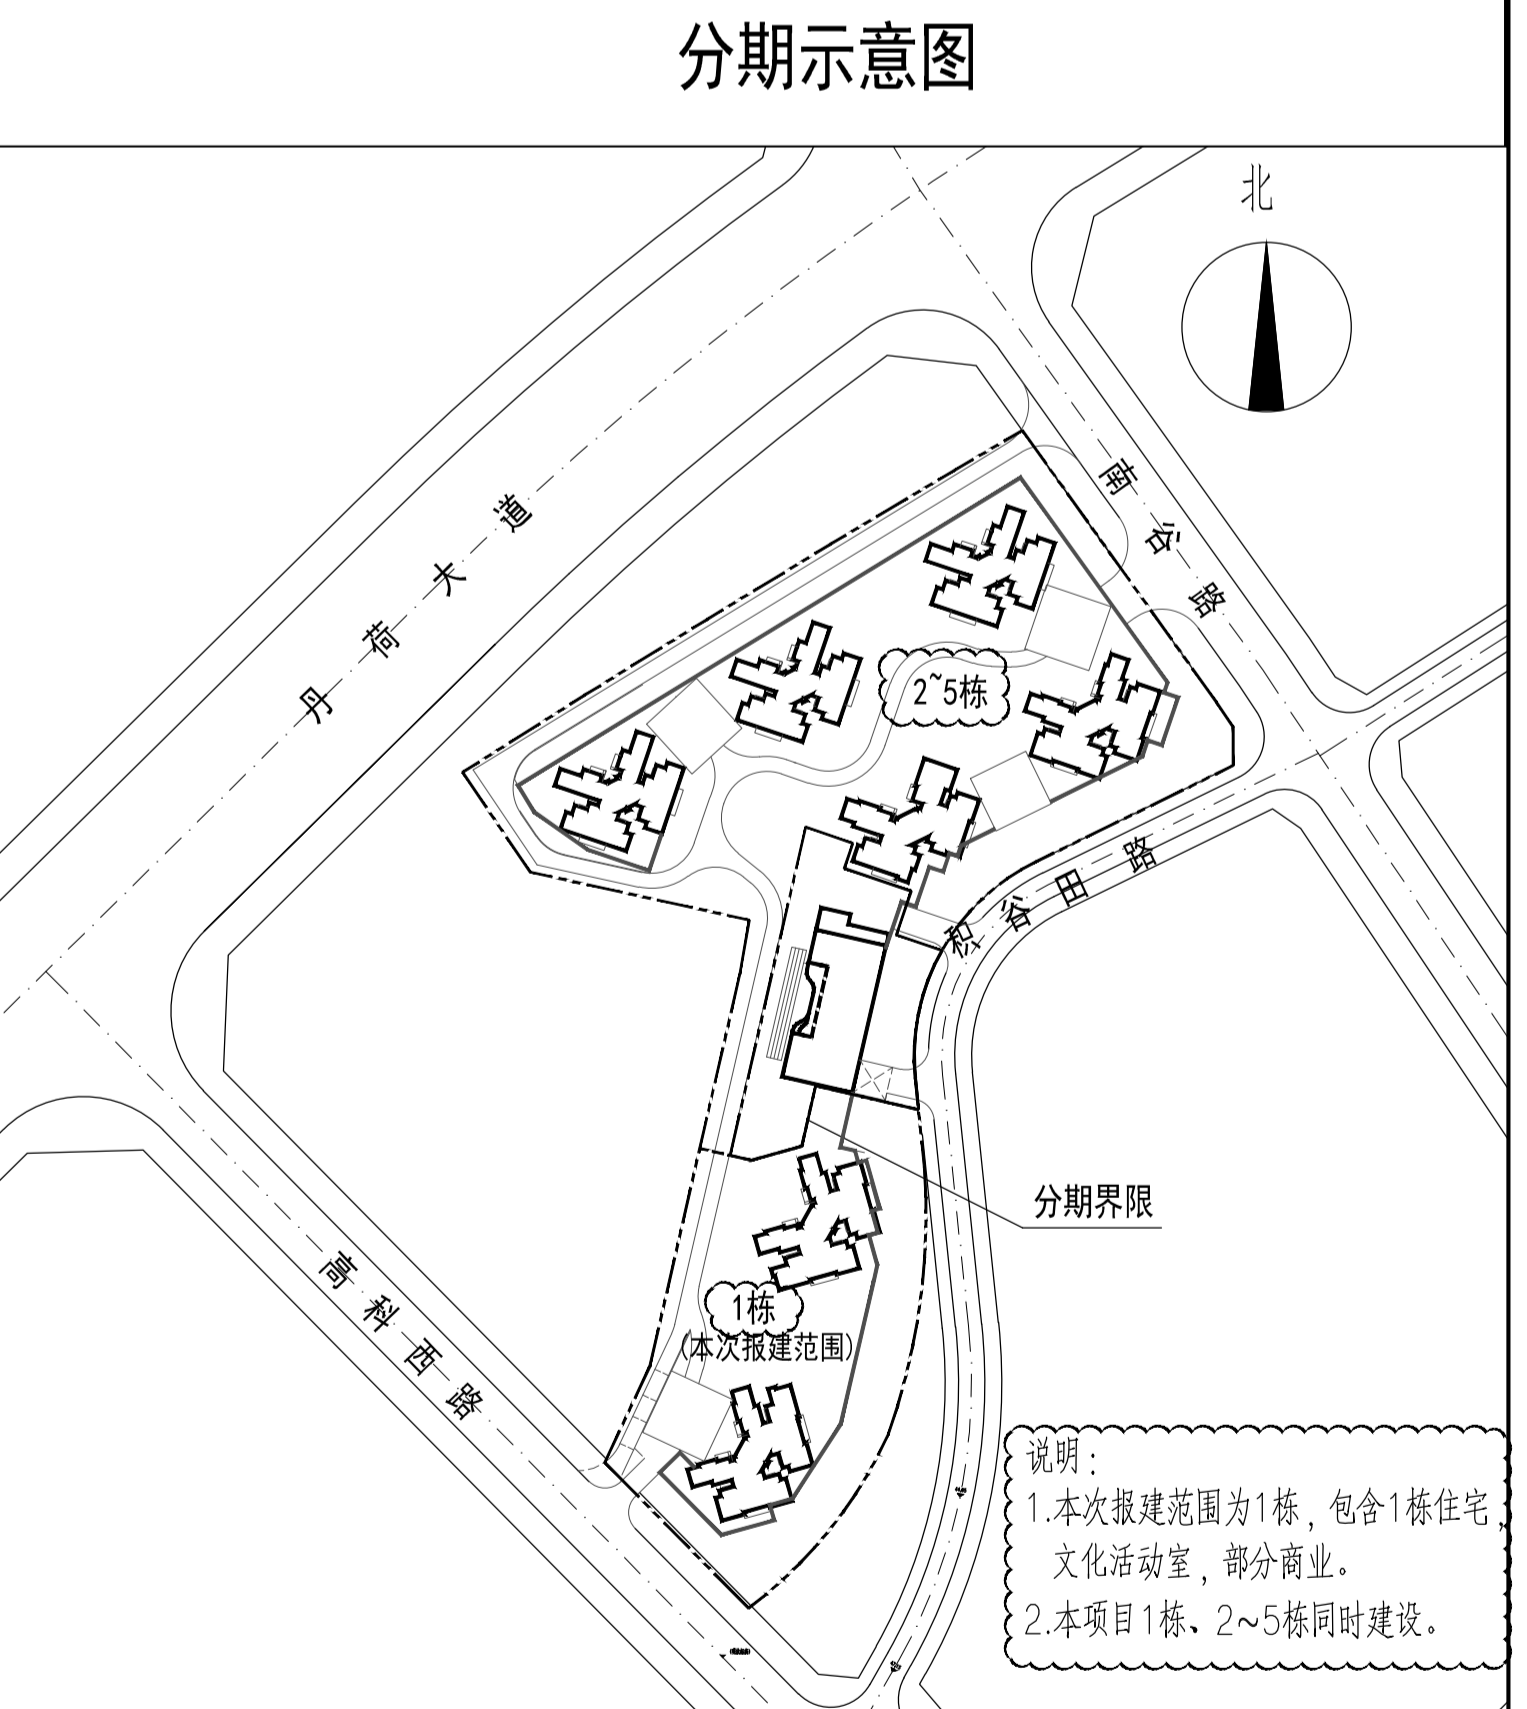 分期示意图
北
丹荷大道
南谷路
2~5栋
积谷田路
分期界限
高科西路
1栋
(本次报建范围)
说明：
1.本次报建范围为1栋，包含1栋住宅，
文化活动室，部分商业。
2.本项目1栋、2~5栋同时建设。